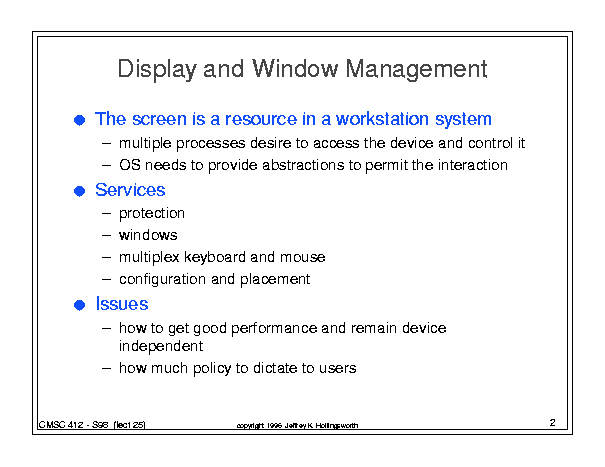 Display and Window Management
● The screen is a resource in a workstation system
– multiple processes desire to access the device and control it
– OS needs to provide abstractions to permit the interaction
● Services
– protection
– windows
– multiplex keyboard and mouse
– configuration and placement
● Issues
– how to get good performance and remain device
independent
– how much policy to dictate to users
CMSC 412 - S98 (lect 25)
copyright 1996 Jeffrey K. Hollingsworth
2